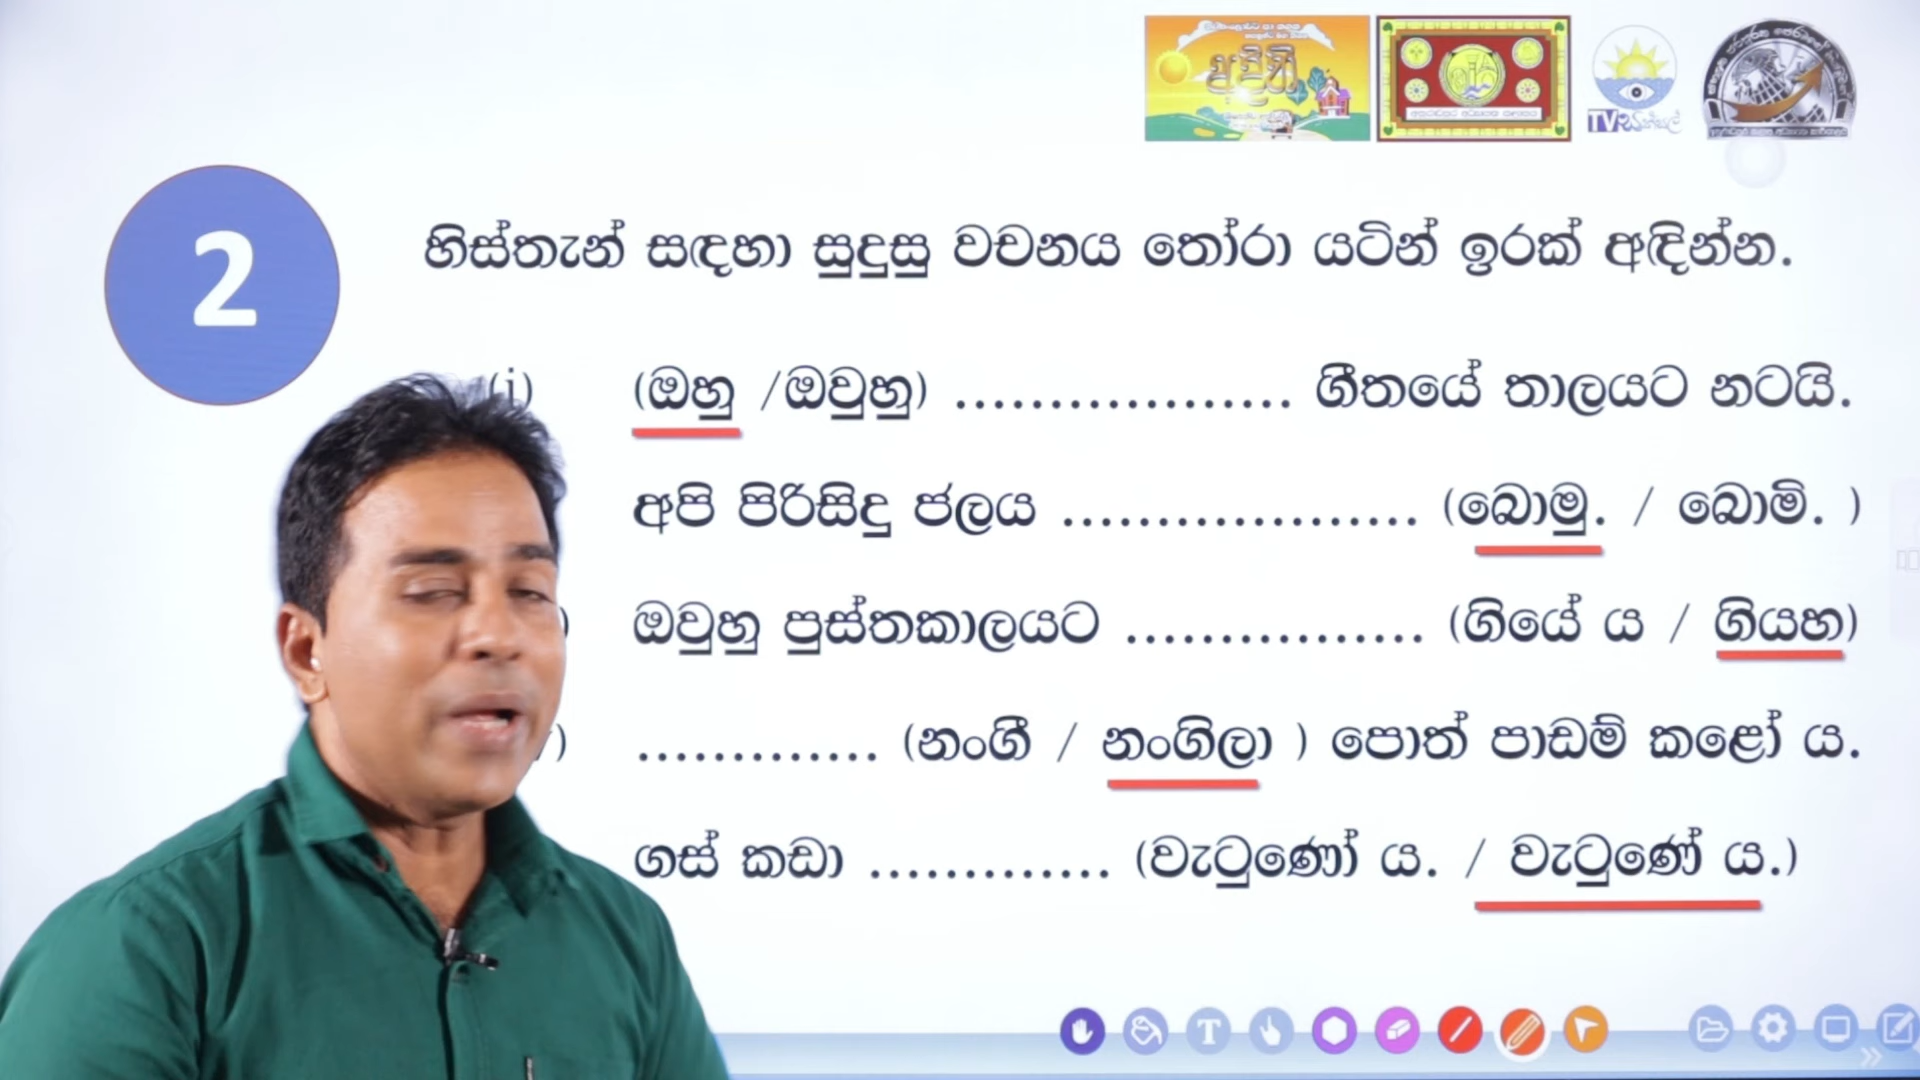 TV
2
හිස්තැන් සඳහා සුදුසු වචනය තෝරා යටින් ඉරක් අඳින්න.
(i) (ඔහු /ඔවුහු) .................. ගීතයේ තාලයට නටයි.
අපි පිරිසිදු ජලය ................... (බොමු. / බොමි. )
ඔවුහු පුස්තකාලයට ................ (ගියේ ය / ගියහ)
............. (නංගී / නංගිලා ) පොත් පාඩම් කළෝ ය.
ගස් කඩා ............. (වැටුණෝ ය. / වැටුණේ ය.)